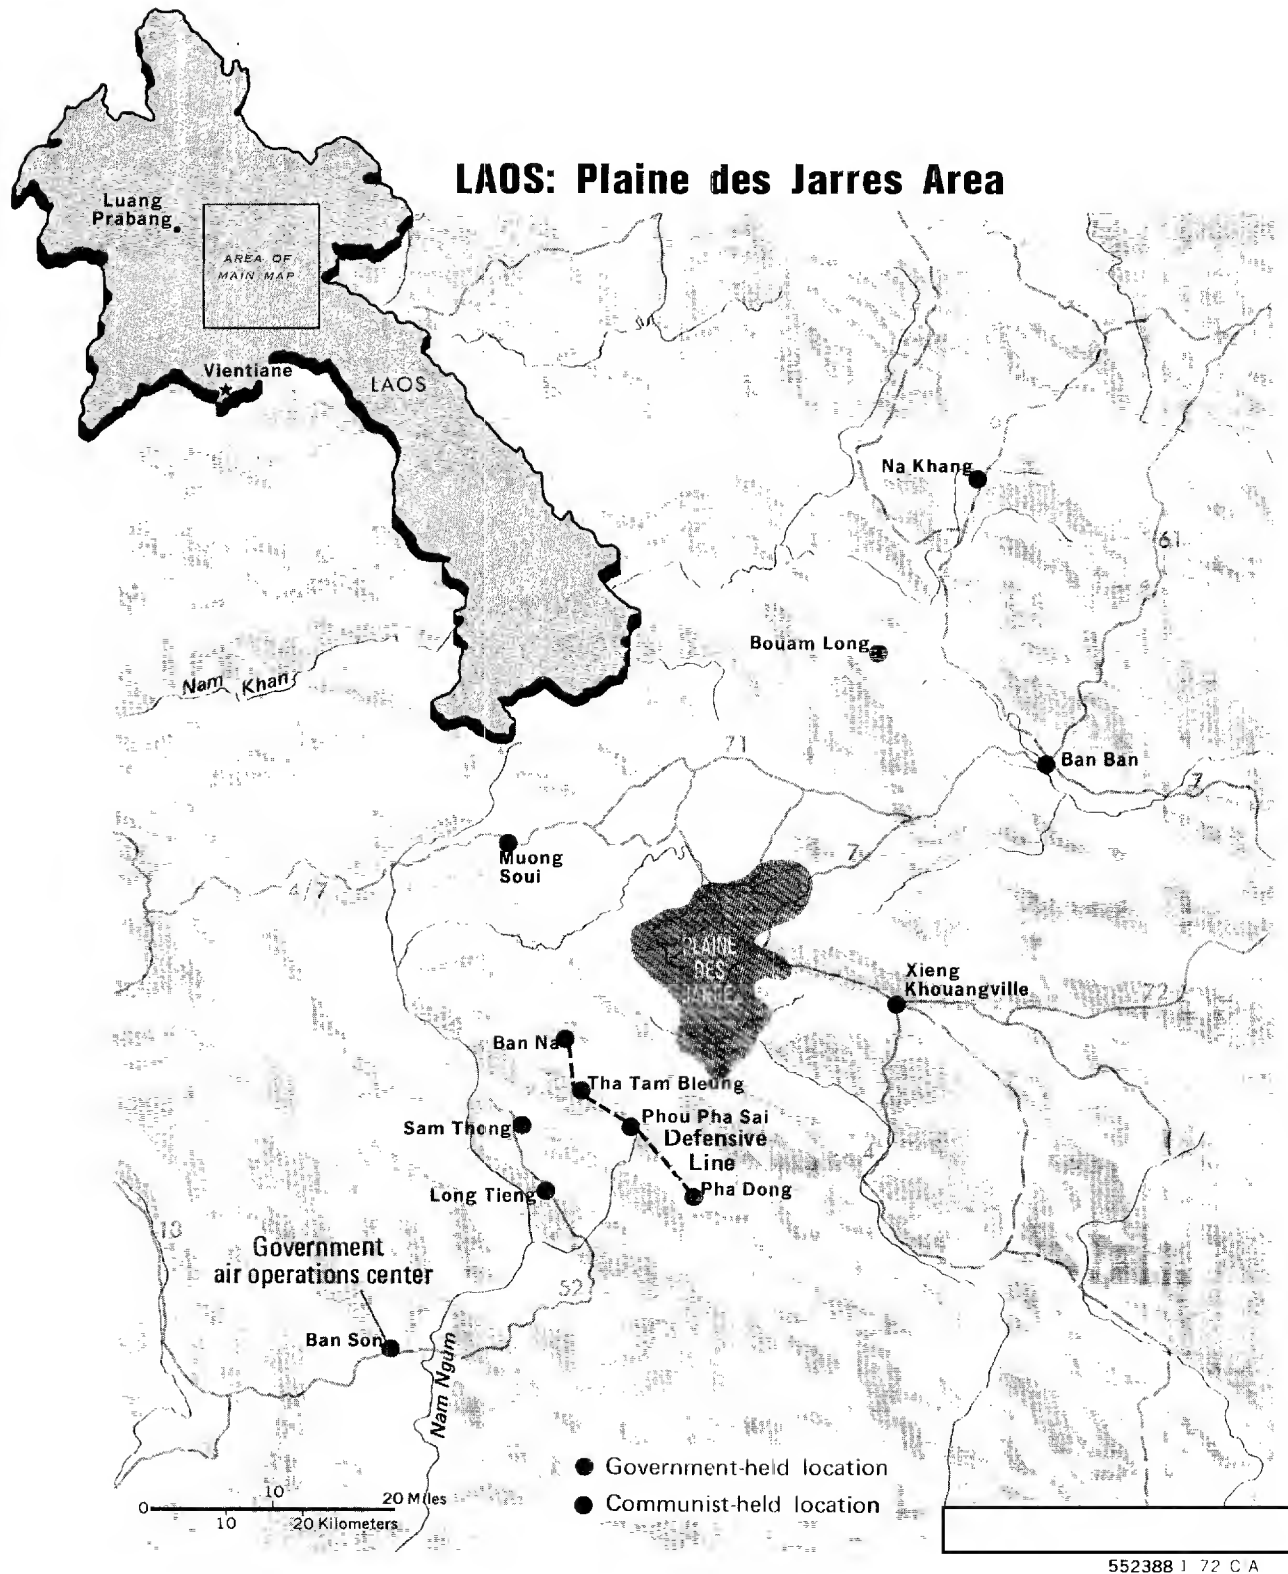 LAOS: Plaine des Jarres Area
Luang
Prabang
AREA OF
MAIN MAP
Vientiane
LAOS
Na Khang
61
Bouam Long
Nam Khan
71
Ban Ban
7
Muong
Soui
7
4/7
PLAINE
DES
Xieng
Khouangville
72
Ban Na
Tha Tam Bleung
Phou Pha Sai
Sam Thong
Defensive
Line
4
Long Tieng
Pha Dong
13
Government
air operations center
52
Ban Son
Nam Ngum
Government-held location
Communist-held location
0 10 20 Miles
10 20 Kilometers
552388 1 72 CIA